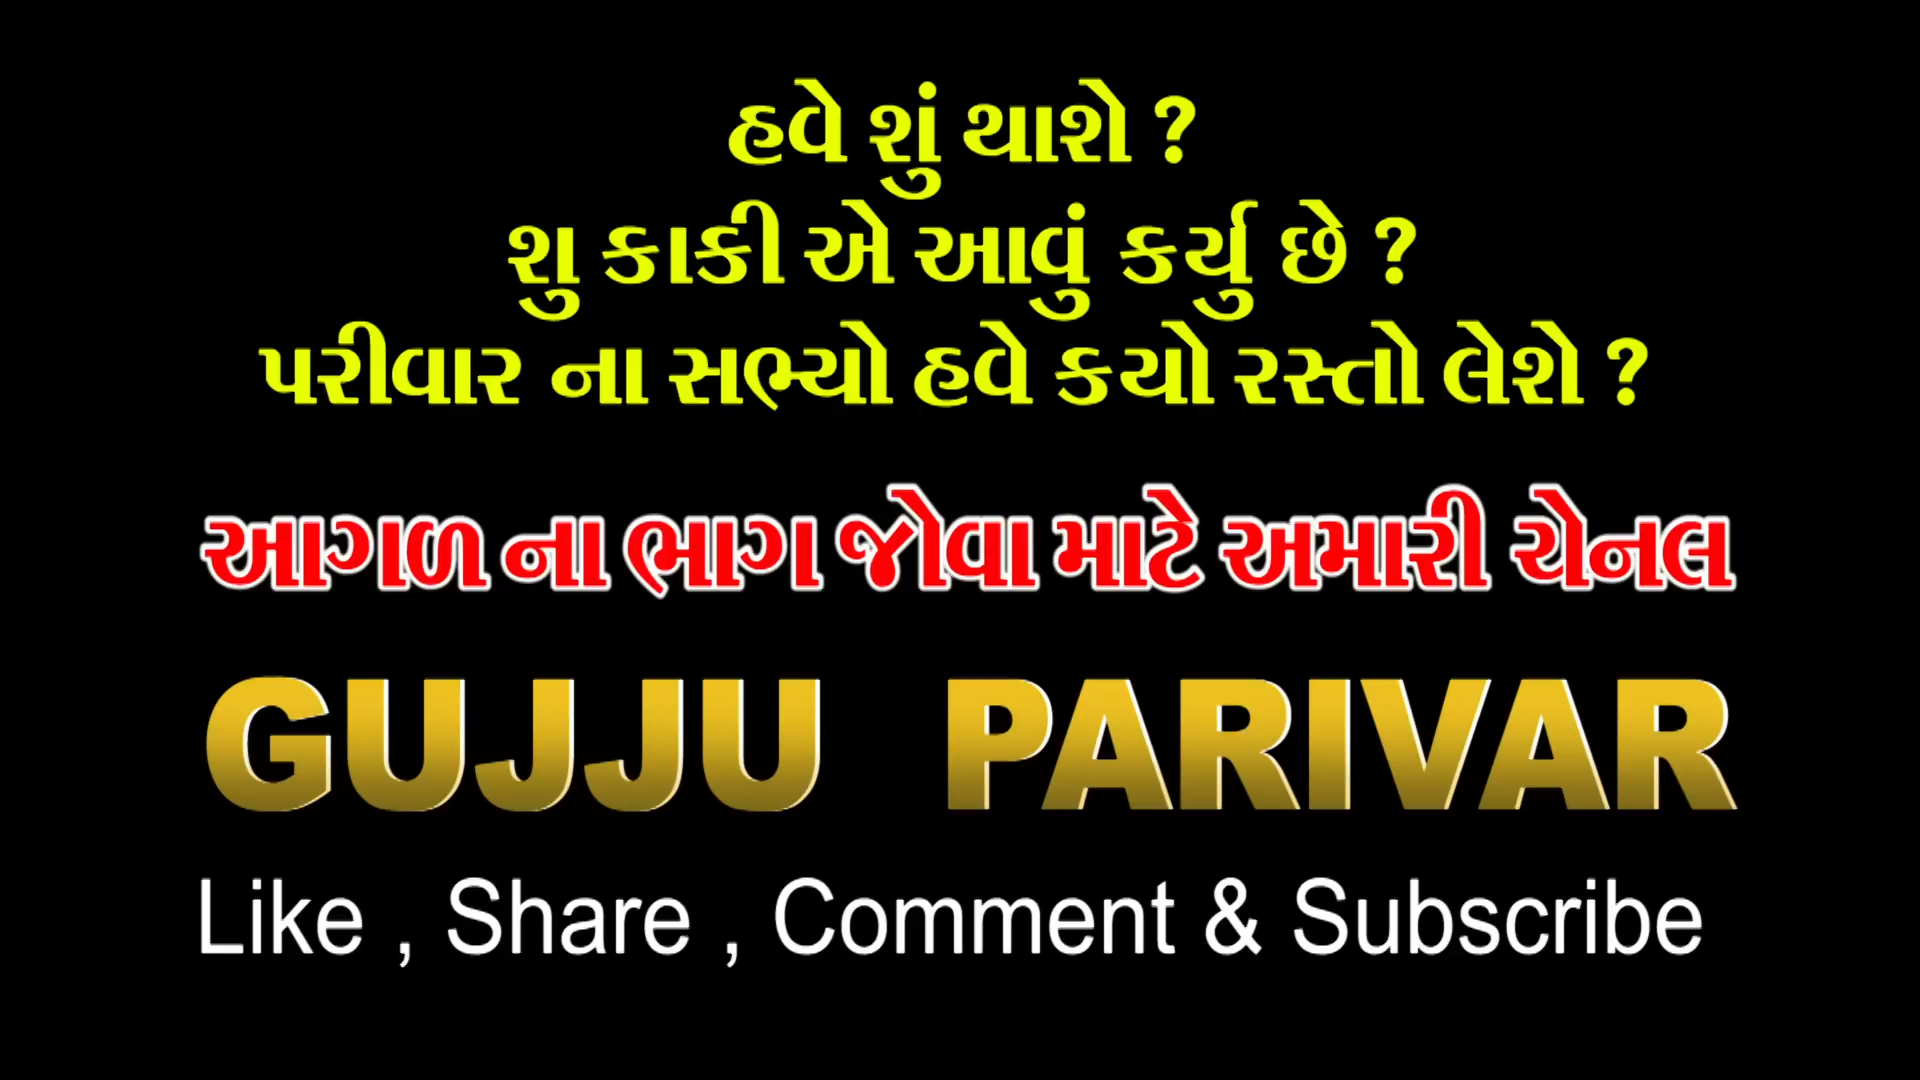 હવે શું થાશે ?
શુ કાકી એ આવું કર્યુ છે ?
પરીવાર ના સભ્યો હવે કયો રસ્તો લેશે ?
આગળ ના ભાગ જોવા માટે અમારી ચેનલ
GUJJU PARIVAR
Like , Share , Comment & Subscribe